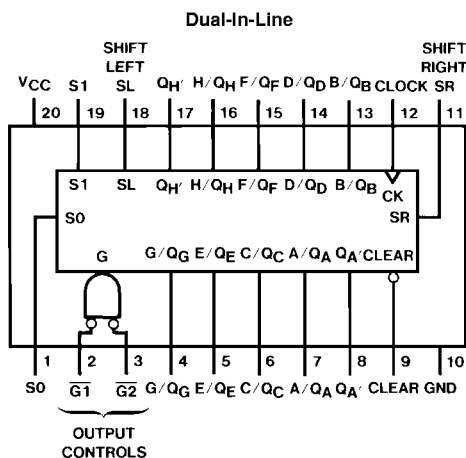 Dual-In-Line
SHIFT LEFT SHIFT RIGHT
VCC S1 SL QH' H/QH F/QF D/QD B/QB CLOCK SR
20 19 18 17 16 15 14 13 12 11
S1 SL QH' H/QH F/QF D/QD B/QB CK
S0 SR
G G/QG E/QE C/QC A/QA QA' CLEAR
1 2 3 4 5 6 7 8 9 10
S0 G̅1̅ G̅2̅ G/QG E/QE C/QC A/QA QA' CLEAR GND
OUTPUT
CONTROLS